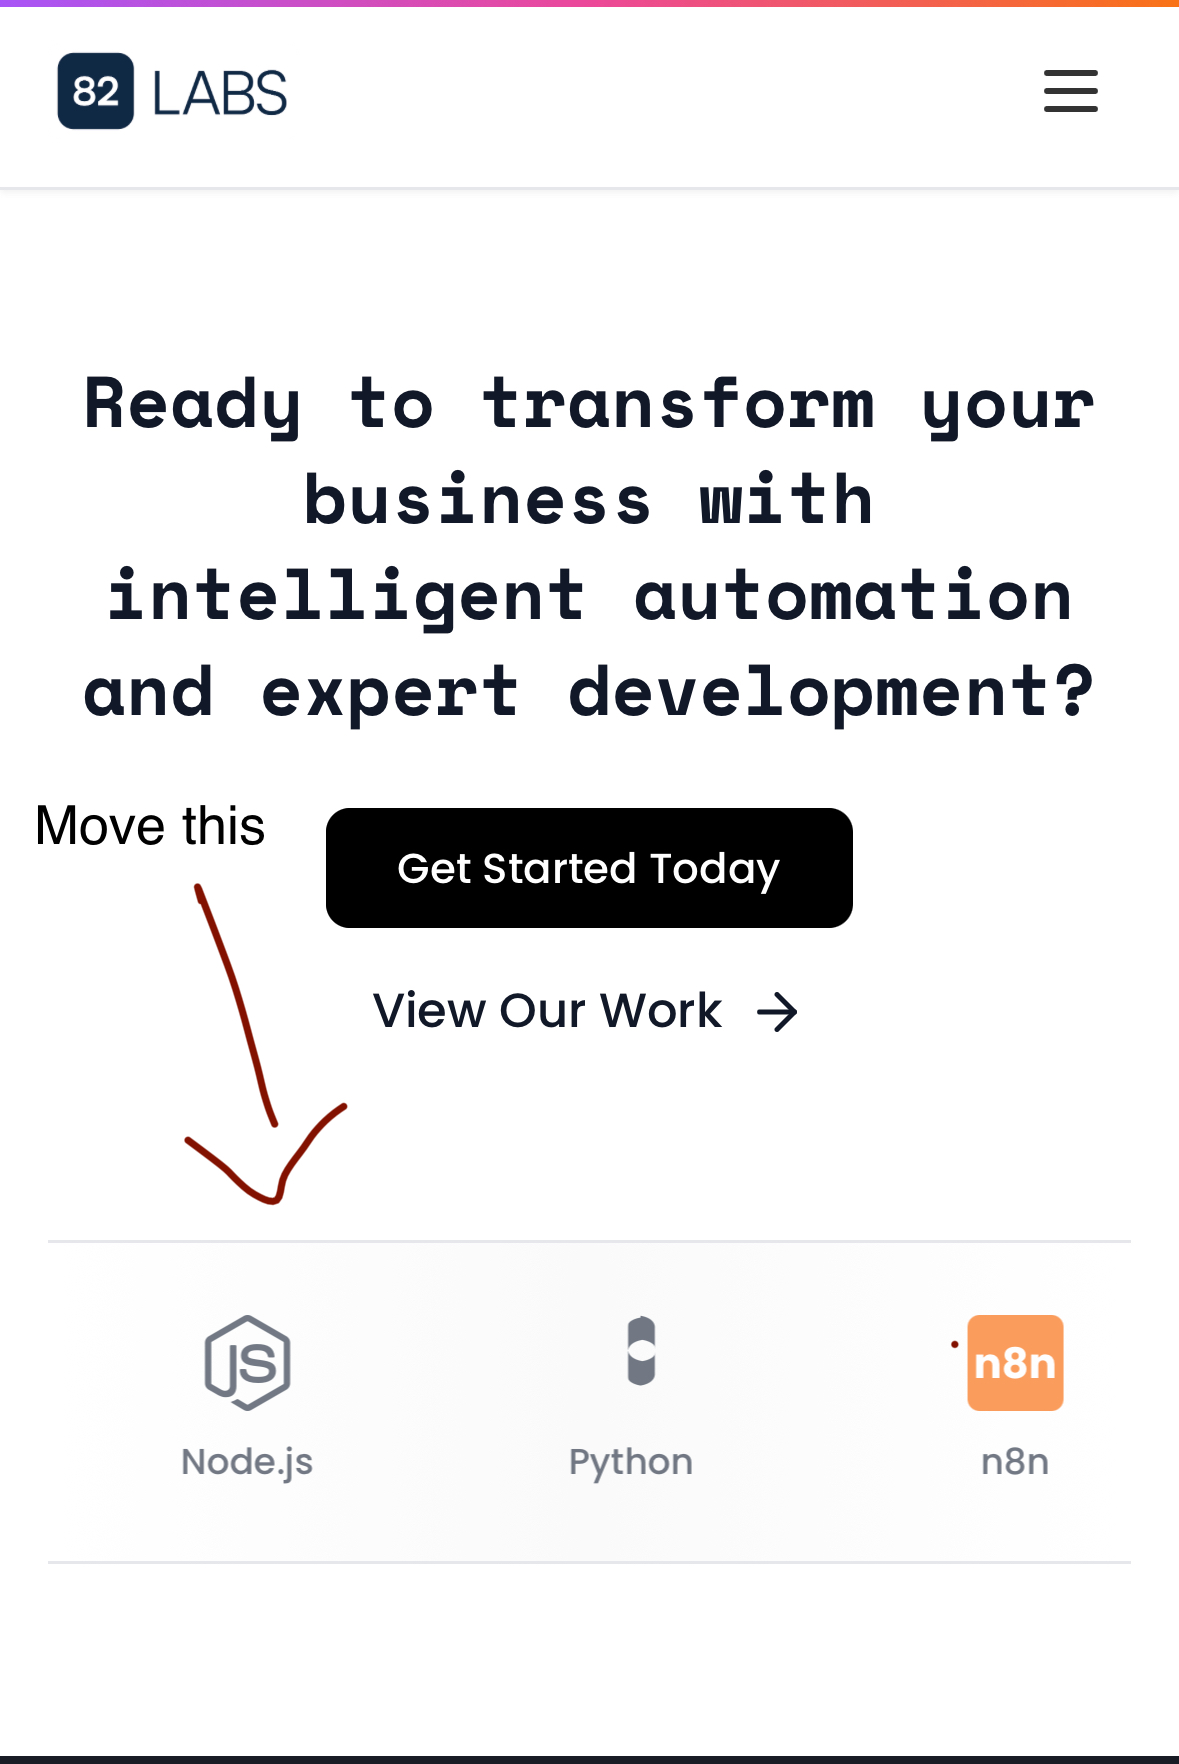 82 LABS
Ready to transform your
business with
intelligent automation
and expert development?
Move this
Get Started Today
View Our Work
JS
n8n
Node.js
Python
n8n